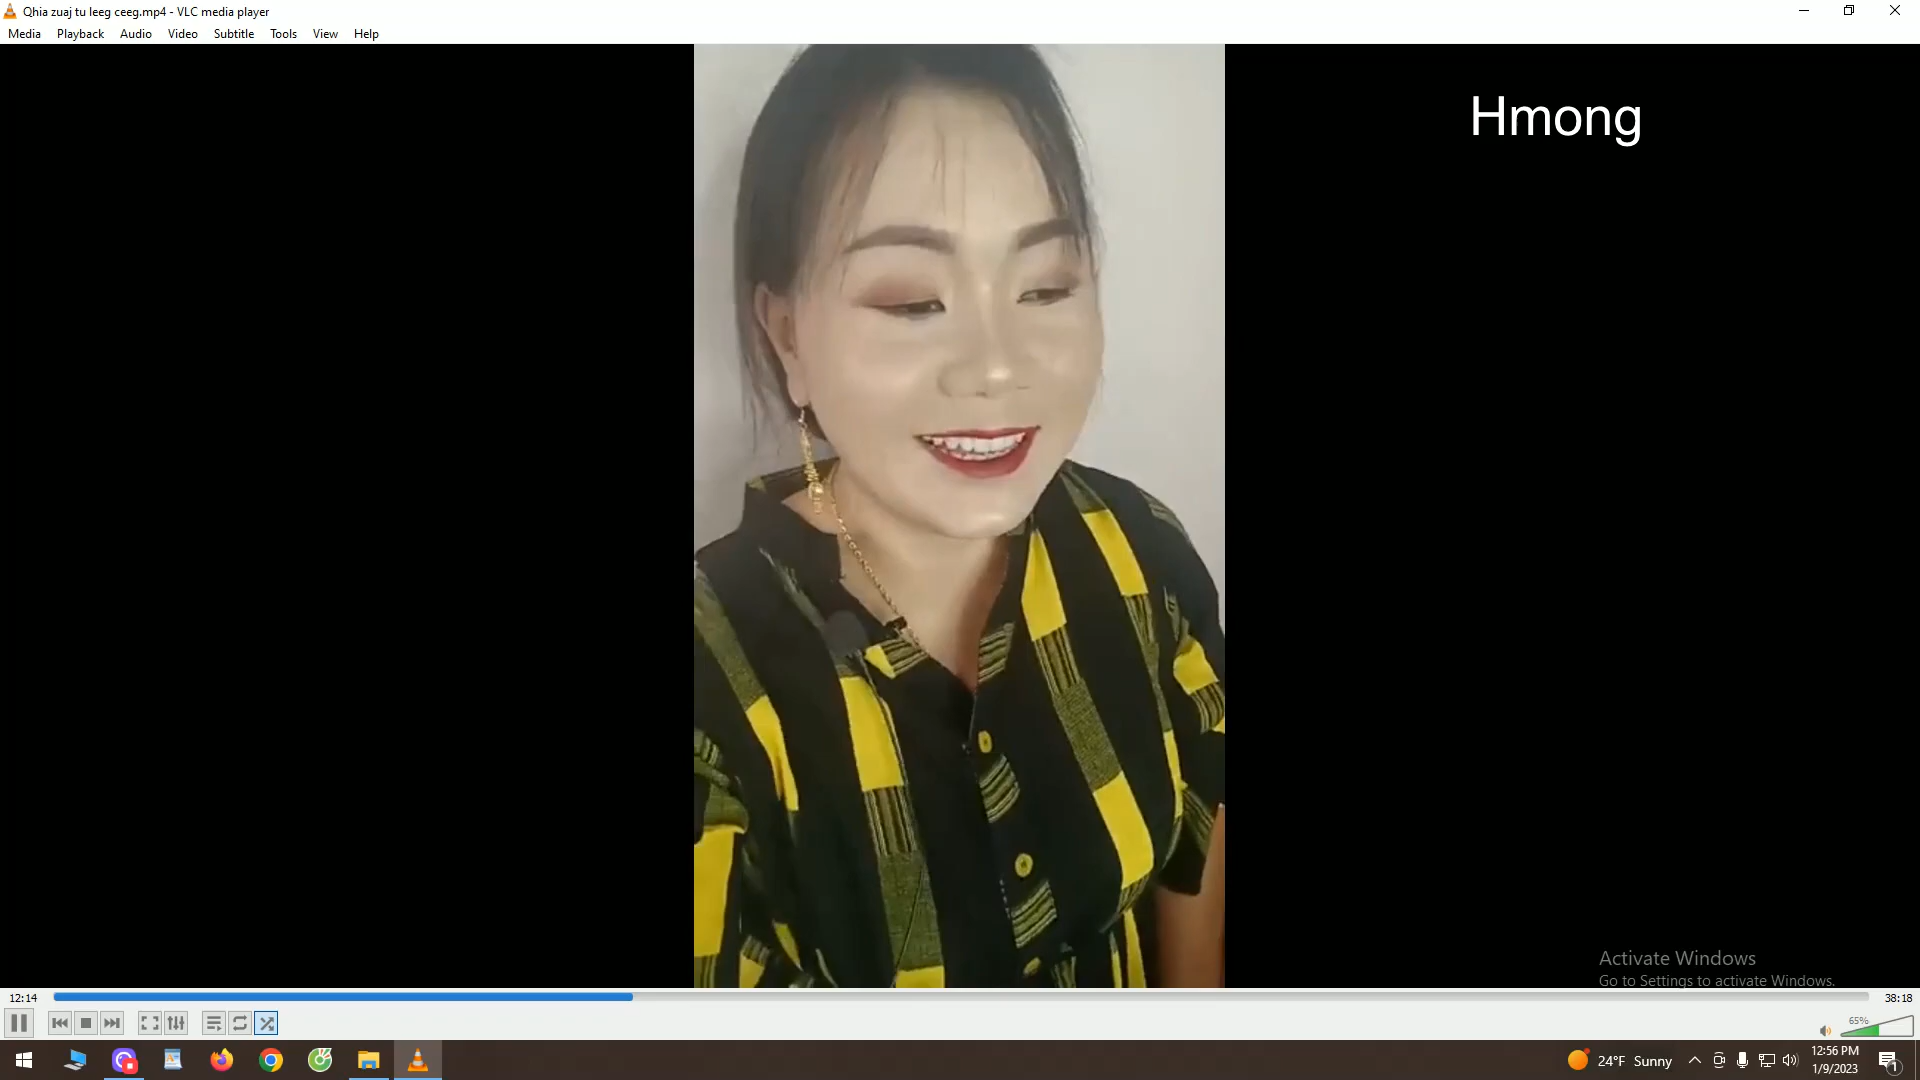 Qhia zuaj tu leeg ceeg.mp4 - VLC media player
Media Playback Audio Video Subtitle Tools View Help
Hmong
Activate Windows
Go to Settings to activate Windows.
12:14
38:18
65%
24°F Sunny
12:56 PM
1/9/2023
1